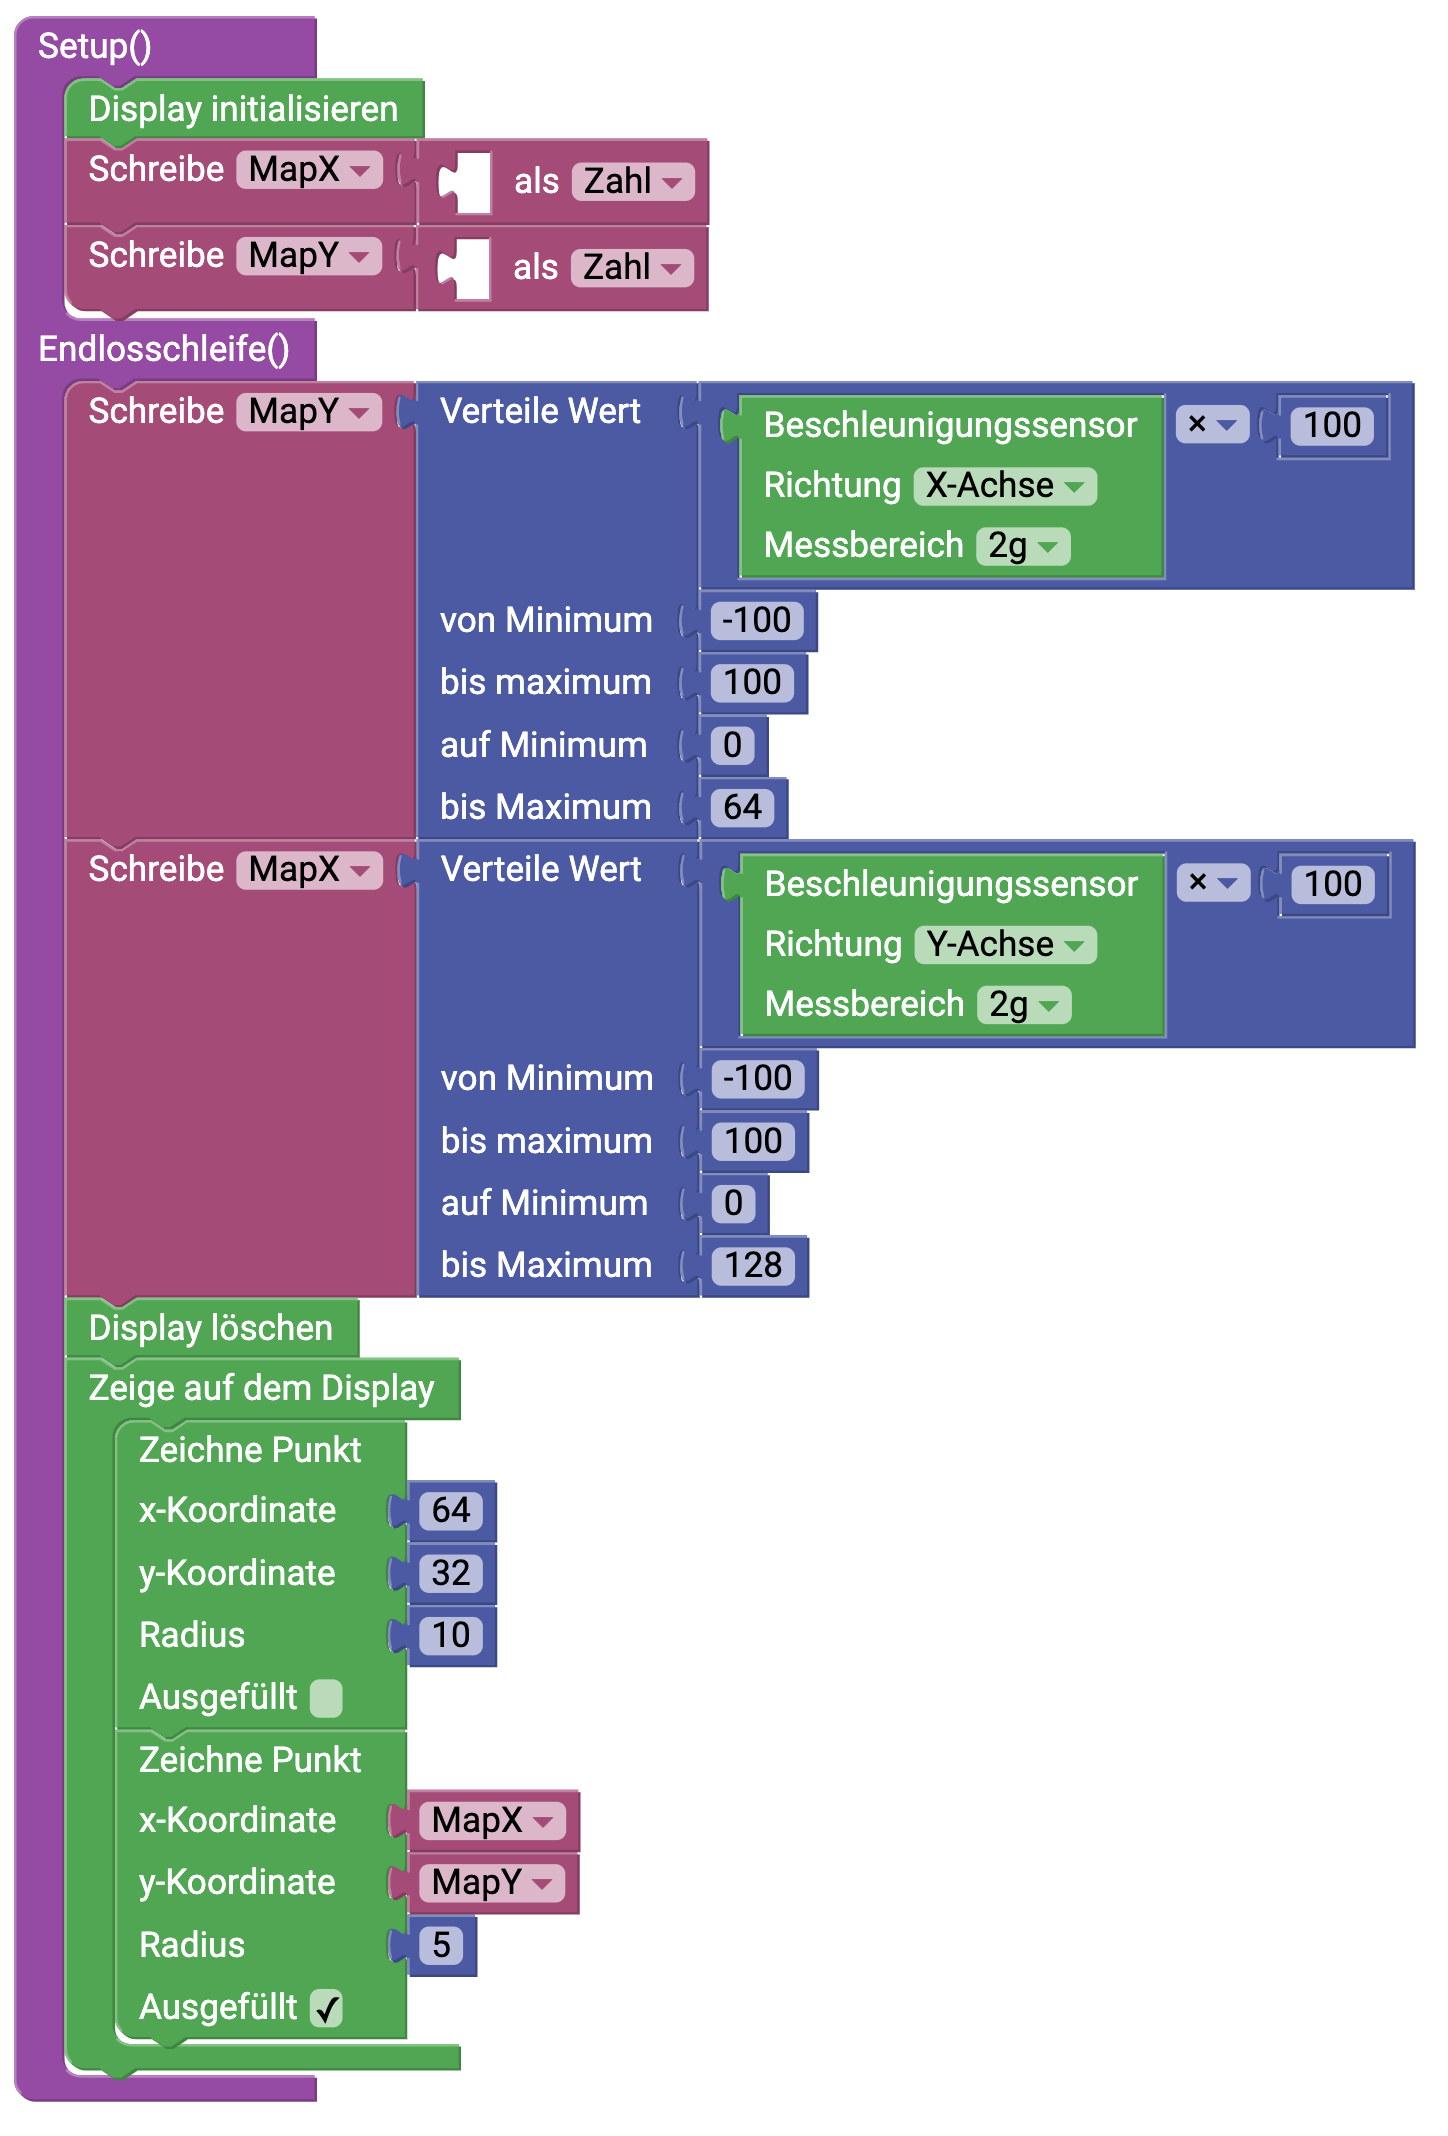 Setup()
Display initialisieren
Schreibe MapX als Zahl
Schreibe MapY als Zahl
Endlosschleife()
Schreibe MapY Verteile Wert Beschleunigungssensor × 100
Richtung X-Achse
Messbereich 2g
von Minimum -100
bis maximum 100
auf Minimum 0
bis Maximum 64
Schreibe MapX Verteile Wert Beschleunigungssensor × 100
Richtung Y-Achse
Messbereich 2g
von Minimum -100
bis maximum 100
auf Minimum 0
bis Maximum 128
Display löschen
Zeige auf dem Display
Zeichne Punkt
x-Koordinate 64
y-Koordinate 32
Radius 10
Ausgefüllt
Zeichne Punkt
x-Koordinate MapX
y-Koordinate MapY
Radius 5
Ausgefüllt ✓